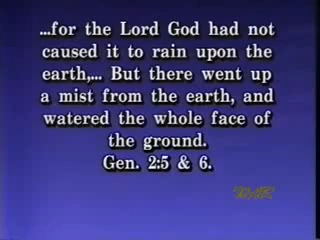 ...for the Lord God had not
caused it to rain upon the
earth,... But there went up
a mist from the earth, and
watered the whole face of
the ground.
Gen. 2:5 & 6.